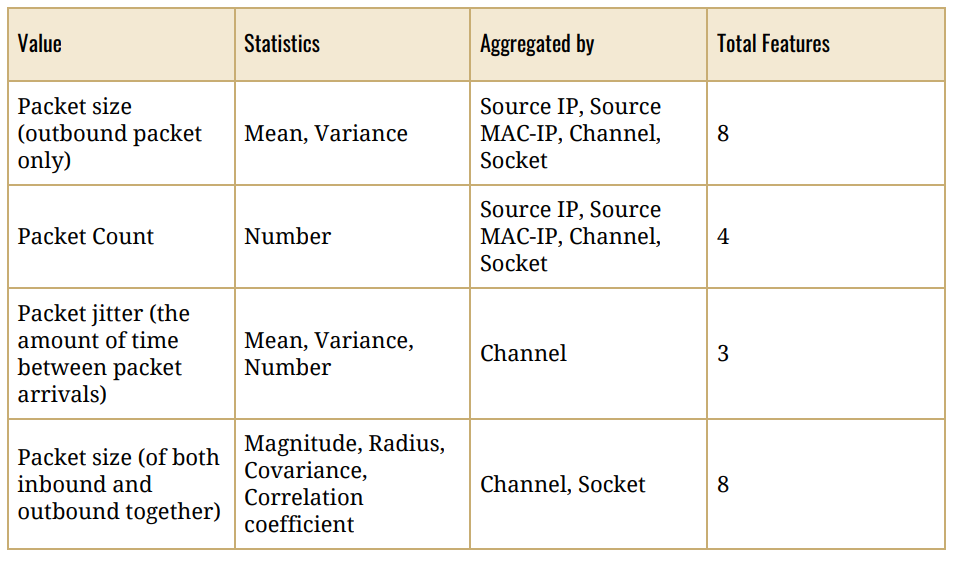 Value
Statistics
Aggregated by
Total Features
Packet size
(outbound packet
only)
Mean, Variance
Source IP, Source
MAC-IP, Channel,
Socket
8
Packet Count
Number
Source IP, Source
MAC-IP, Channel,
Socket
4
Packet jitter (the
amount of time
between packet
arrivals)
Mean, Variance,
Number
Channel
3
Packet size (of both
inbound and
outbound together)
Magnitude, Radius,
Covariance,
Correlation
coefficient
Channel, Socket
8